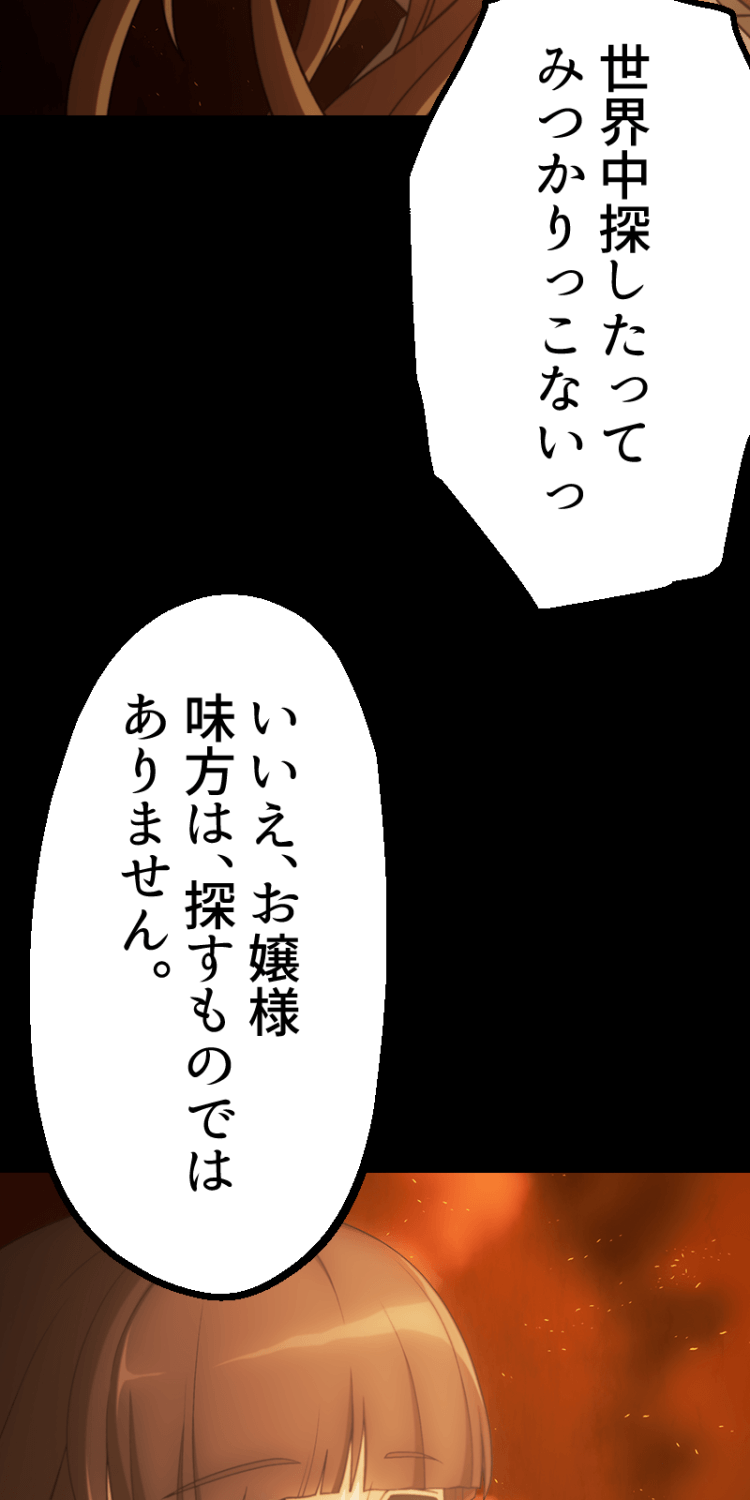 世界中探したって
みつかりっこないっ
いいえ、お嬢様
味方は、探すものでは
ありません。